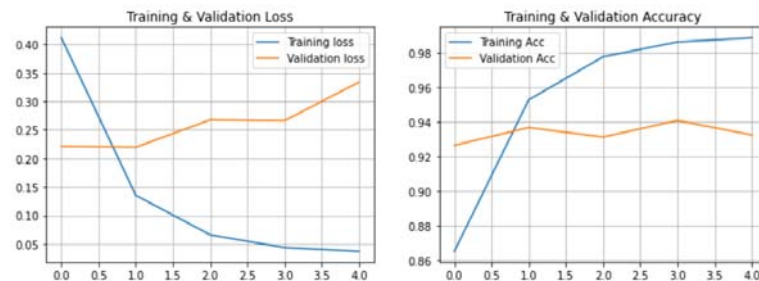 Training & Validation Loss
0.40
0.35
0.30
0.25
0.20
0.15
0.10
0.05
0.0 0.5 1.0 1.5 2.0 2.5 3.0 3.5 4.0
Training loss
Validation loss
Training & Validation Accuracy
0.98
0.96
0.94
0.92
0.90
0.88
0.86
0.0 0.5 1.0 1.5 2.0 2.5 3.0 3.5 4.0
Training Acc
Validation Acc